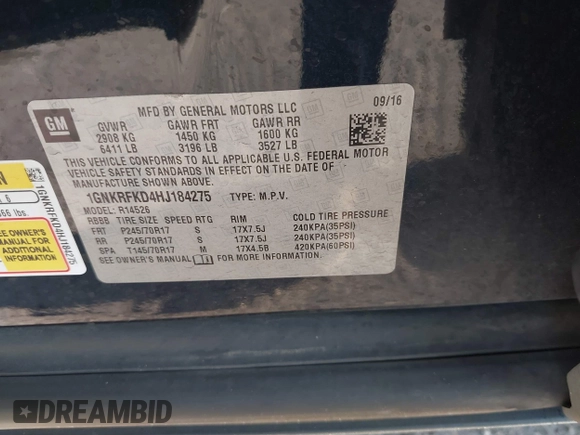 GM
MFD BY GENERAL MOTORS LLC
09/16
GVWR GAWR FRT GAWR RR
2908 KG 1450 KG 1600 KG
6411 LB 3196 LB 3527 LB
THIS VEHICLE CONFORMS TO ALL APPLICABLE U.S. FEDERAL MOTOR
VEHICLE SAFETY STANDARDS IN EFFECT ON THE DATE OF
MANUFACTURE SHOWN ABOVE.
1GNKRFKD4HJ184275 TYPE: M.P.V.
MODEL: R14526
RBBB TIRE SIZE SPEED RTG RIM COLD TIRE PRESSURE
FRT P245/70R17 S 17X7.5J 240KPA(35PSI)
RR P245/70R17 S 17X7.5J 240KPA(35PSI)
SPA T145/70R17 M 17X4.5B 420KPA(60PSI)
SEE OWNER'S MANUAL FOR MORE INFORMATION.
1GNKRFKD4HJ184275
lbs.
SEE OWNER'S
MANUAL FOR
ADDITIONAL
INFORMATION
DREAMBID